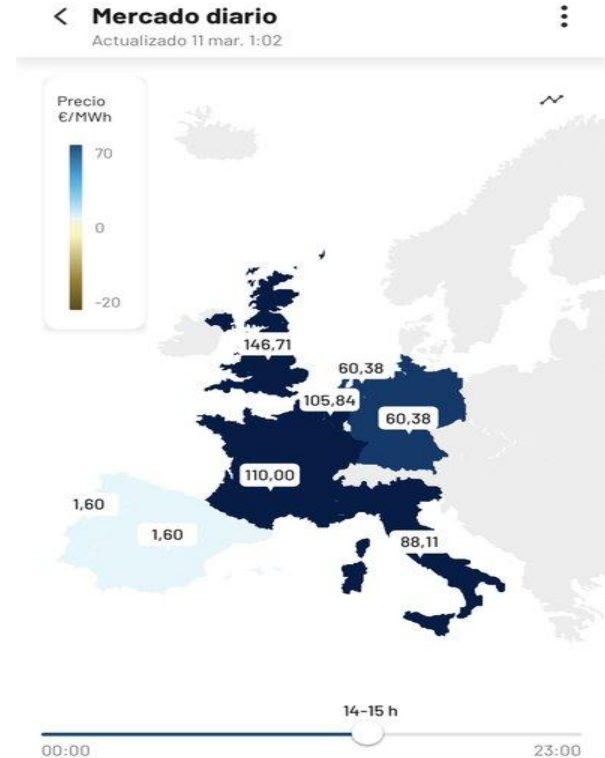 Mercado diario
Actualizado 11 mar. 1:02
Precio
€/MWh
70
0
-20
146,71
60,38
105,84
60,38
110,00
1,60
1,60
88,11
14-15 h
00:00
23:00